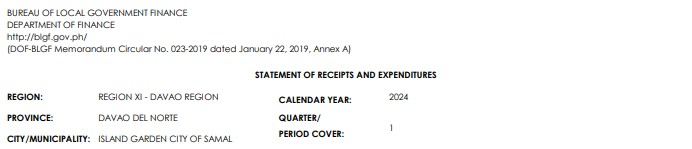 BUREAU OF LOCAL GOVERNMENT FINANCE
DEPARTMENT OF FINANCE
http://blgf.gov.ph/
(DOF-BLGF Memorandum Circular No. 023-2019 dated January 22, 2019, Annex A)
STATEMENT OF RECEIPTS AND EXPENDITURES
REGION: REGION XI - DAVAO REGION CALENDAR YEAR: 2024
PROVINCE: DAVAO DEL NORTE QUARTER/
PERIOD COVER: 1
CITY/MUNICIPALITY: ISLAND GARDEN CITY OF SAMAL